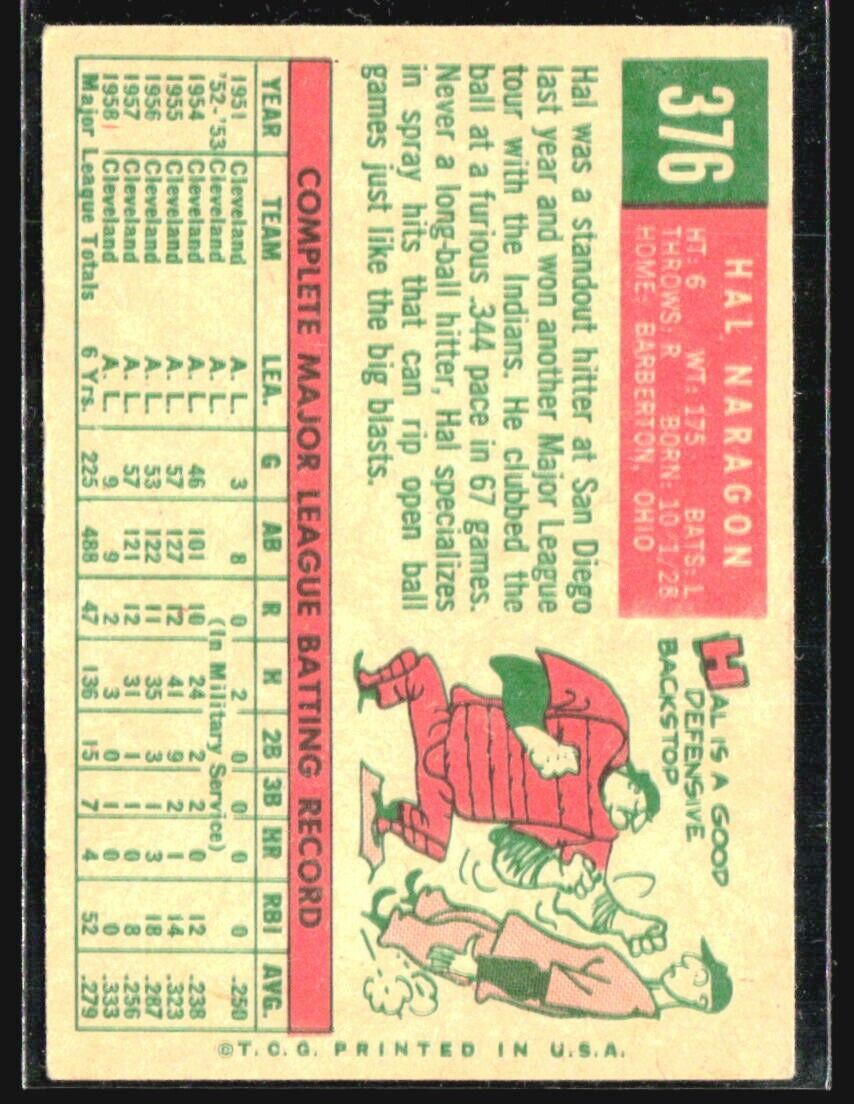 376
HAL NARAGON
HT: 6 WT: 175 BATS: L
THROWS: R BORN: 10/1/28
HOME: BARBERTON, OHIO
Hal was a standout hitter at San Diego
last year and won another Major League
tour with the Indians. He clubbed the
ball at a furious .344 pace in 67 games.
Never a long-ball hitter, Hal specializes
in spray hits that can rip open ball
games just like the big blasts.
HAL IS A GOOD
DEFENSIVE
BACKSTOP
COMPLETE MAJOR LEAGUE BATTING RECORD
YEAR TEAM LEA. G AB R H 2B 3B HR RBI AVG.
1951 Cleveland A. L. 3 8 0 2 0 0 0 0 .250
'52-'53 Cleveland A. L. (In Military Service)
1954 Cleveland A. L. 46 101 10 24 2 2 0 12 .238
1955 Cleveland A. L. 57 127 12 41 9 2 1 14 .323
1956 Cleveland A. L. 53 122 11 35 3 1 3 18 .287
1957 Cleveland A. L. 57 121 12 31 1 1 0 8 .256
1958 Cleveland A. L. 9 9 2 3 0 1 0 0 .333
Major League Totals 6 Yrs. 225 488 47 136 15 7 4 52 .279
©T.C.G. PRINTED IN U.S.A.